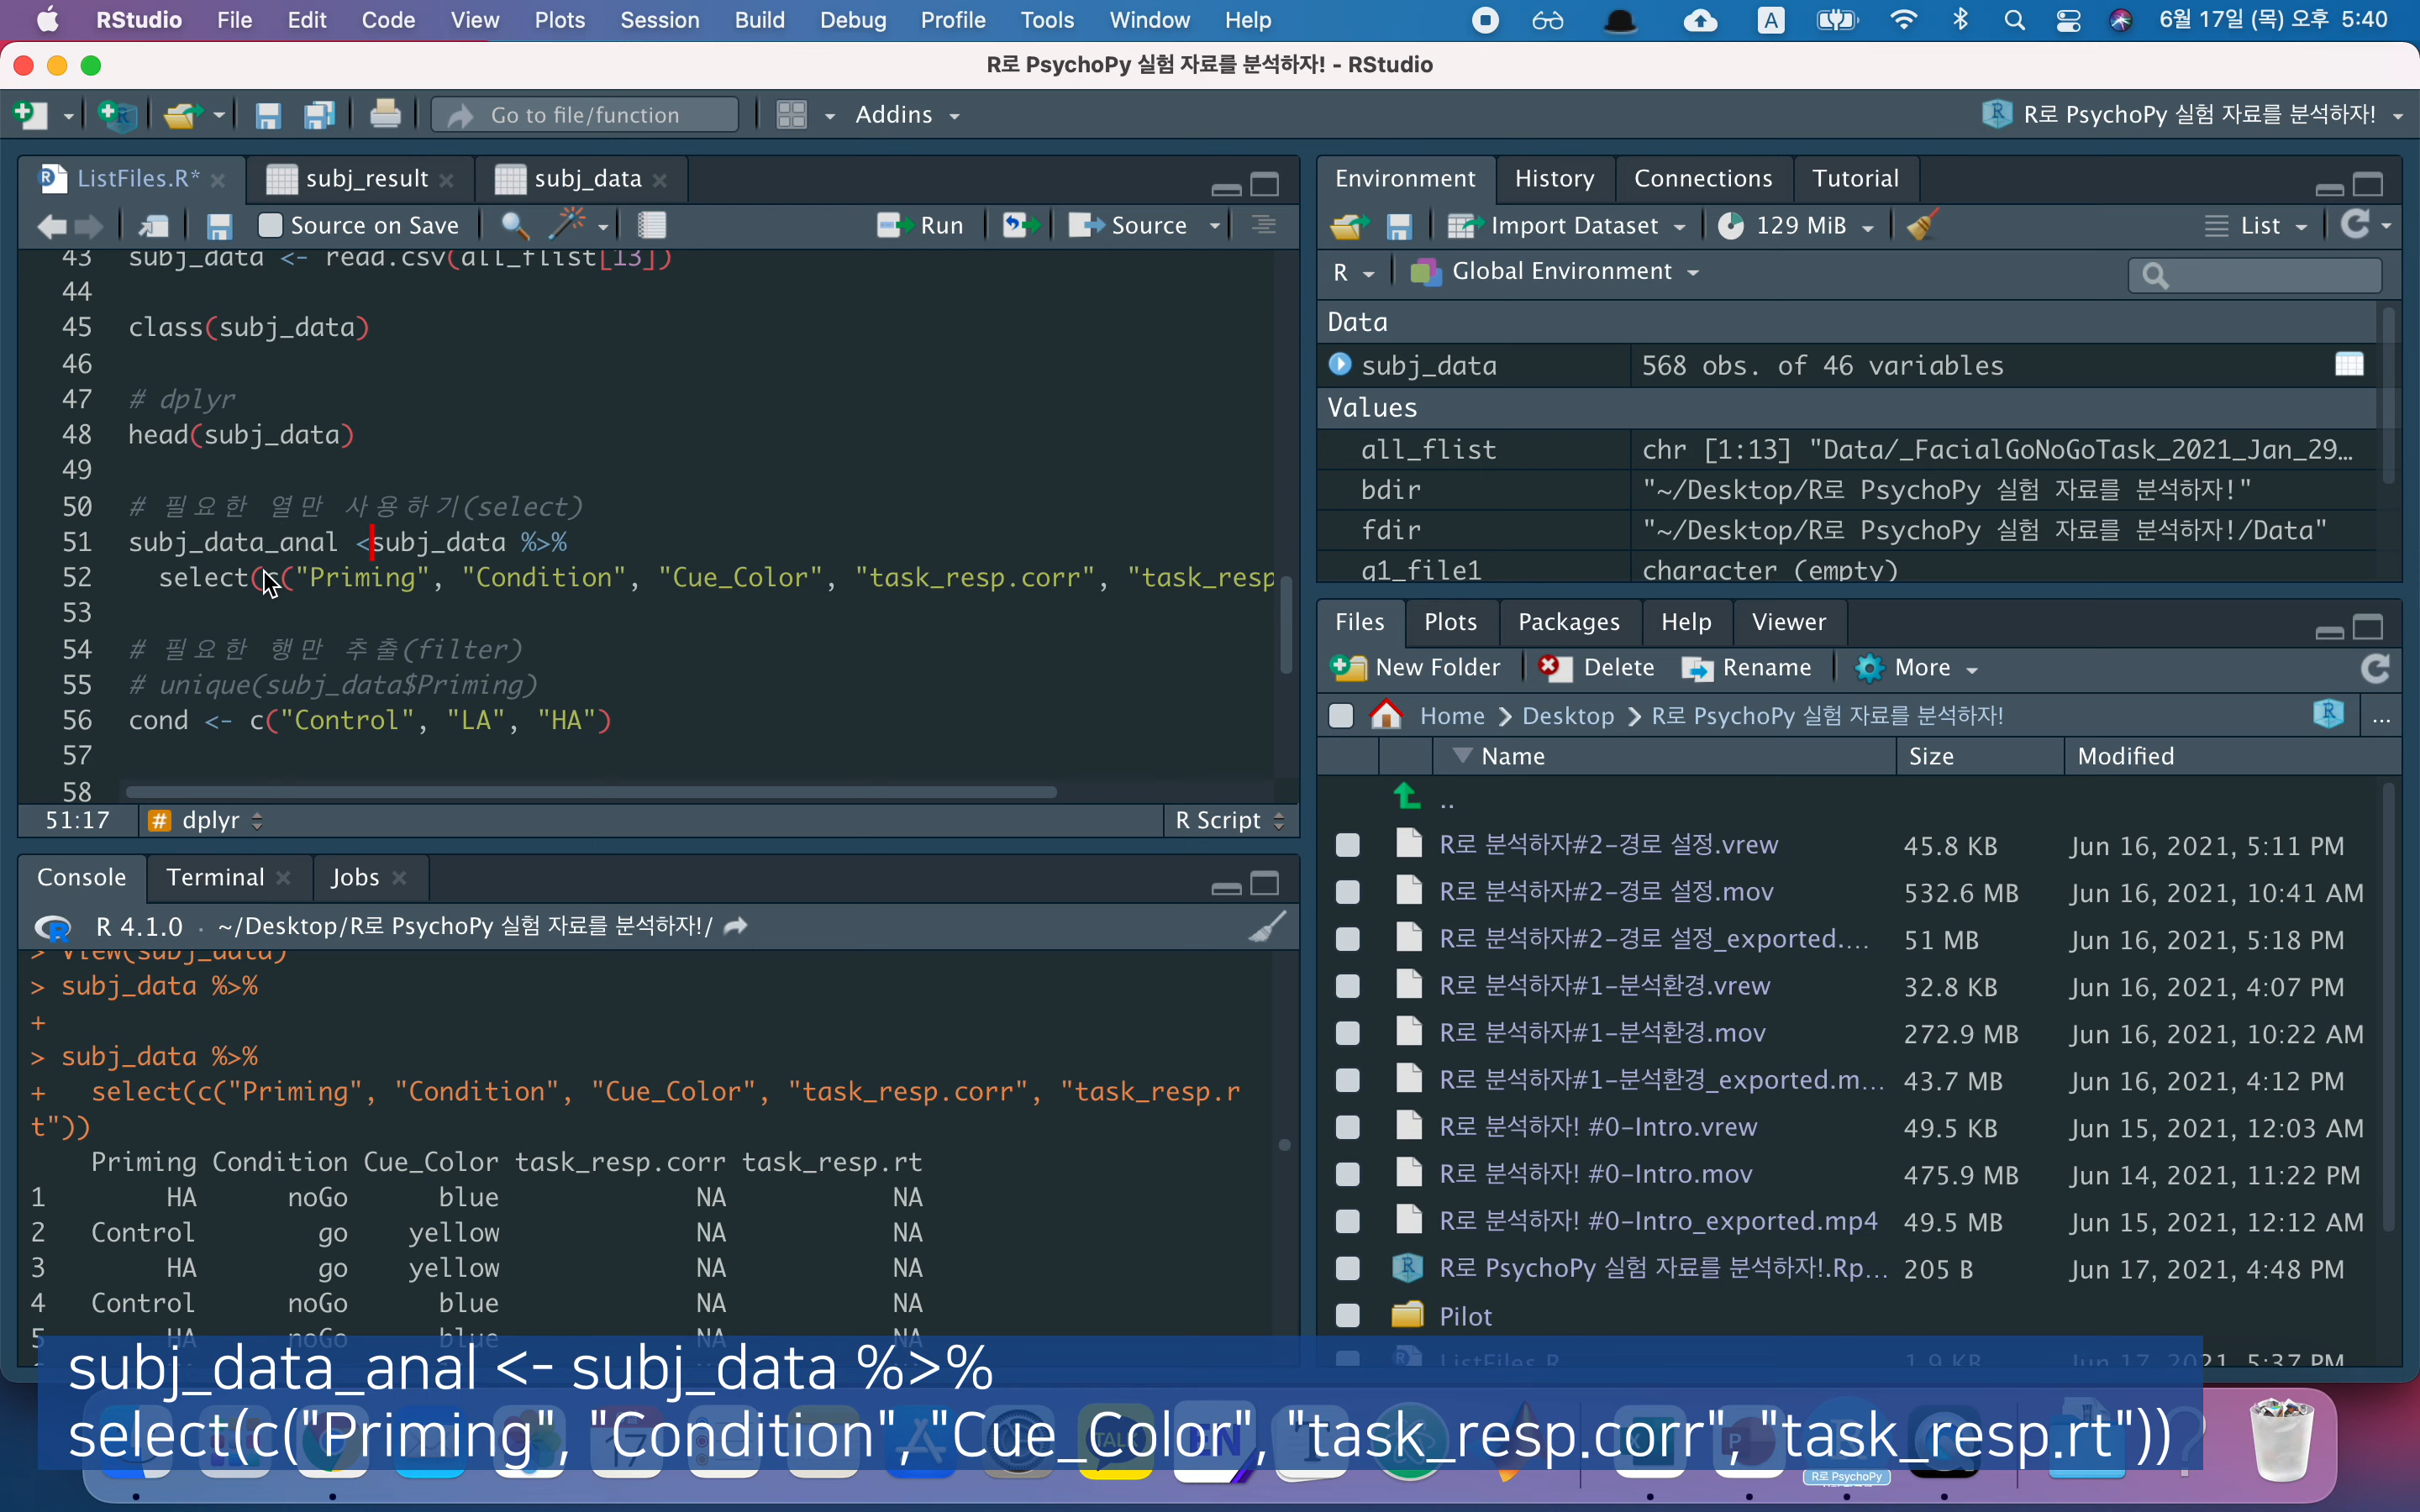 RStudio File Edit Code View Plots Session Build Debug Profile Tools Window Help A 6월 17일 (목) 오후 5:40
R로 PsychoPy 실험 자료를 분석하자! - RStudio
Go to file/function Addins R로 PsychoPy 실험 자료를 분석하자!
ListFiles.R* subj_result subj_data
Source on Save Run Source
43 subj_data <- read.csv(all_flist[13])
44
45 class(subj_data)
46
47 # dplyr
48 head(subj_data)
49
50 # 필요한 열만 사용하기(select)
51 subj_data_anal <subj_data %>%
52 select(c("Priming", "Condition", "Cue_Color", "task_resp.corr", "task_resp
53
54 # 필요한 행만 추출(filter)
55 # unique(subj_data$Priming)
56 cond <- c("Control", "LA", "HA")
57
58
51:17 # dplyr R Script
Console Terminal Jobs
R 4.1.0 · ~/Desktop/R로 PsychoPy 실험 자료를 분석하자!/
> View(subj_data)
> subj_data %>%
+
> subj_data %>%
+ select(c("Priming", "Condition", "Cue_Color", "task_resp.corr", "task_resp.r
t"))
Priming Condition Cue_Color task_resp.corr task_resp.rt
1 HA noGo blue NA NA
2 Control go yellow NA NA
3 HA go yellow NA NA
4 Control noGo blue NA NA
5 HA noGo blue NA NA
Environment History Connections Tutorial
Import Dataset 129 MiB List
R Global Environment
Data
subj_data 568 obs. of 46 variables
Values
all_flist chr [1:13] "Data/_FacialGoNoGoTask_2021_Jan_29…
bdir "~/Desktop/R로 PsychoPy 실험 자료를 분석하자!"
fdir "~/Desktop/R로 PsychoPy 실험 자료를 분석하자!/Data"
g1_file1 character (empty)
Files Plots Packages Help Viewer
New Folder Delete Rename More
Home Desktop R로 PsychoPy 실험 자료를 분석하자! ...
Name Size Modified
..
R로 분석하자#2-경로 설정.vrew 45.8 KB Jun 16, 2021, 5:11 PM
R로 분석하자#2-경로 설정.mov 532.6 MB Jun 16, 2021, 10:41 AM
R로 분석하자#2-경로 설정_exported.... 51 MB Jun 16, 2021, 5:18 PM
R로 분석하자#1-분석환경.vrew 32.8 KB Jun 16, 2021, 4:07 PM
R로 분석하자#1-분석환경.mov 272.9 MB Jun 16, 2021, 10:22 AM
R로 분석하자#1-분석환경_exported.m... 43.7 MB Jun 16, 2021, 4:12 PM
R로 분석하자! #0-Intro.vrew 49.5 KB Jun 15, 2021, 12:03 AM
R로 분석하자! #0-Intro.mov 475.9 MB Jun 14, 2021, 11:22 PM
R로 분석하자! #0-Intro_exported.mp4 49.5 MB Jun 15, 2021, 12:12 AM
R로 PsychoPy 실험 자료를 분석하자!.Rp... 205 B Jun 17, 2021, 4:48 PM
Pilot
ListFiles.R 1.9 KB Jun 17, 2021, 5:37 PM
subj_data_anal <- subj_data %>%
select(c("Priming", "Condition","Cue_Color", "task_resp.corr", "task_resp.rt"))
R로 PsychoPy